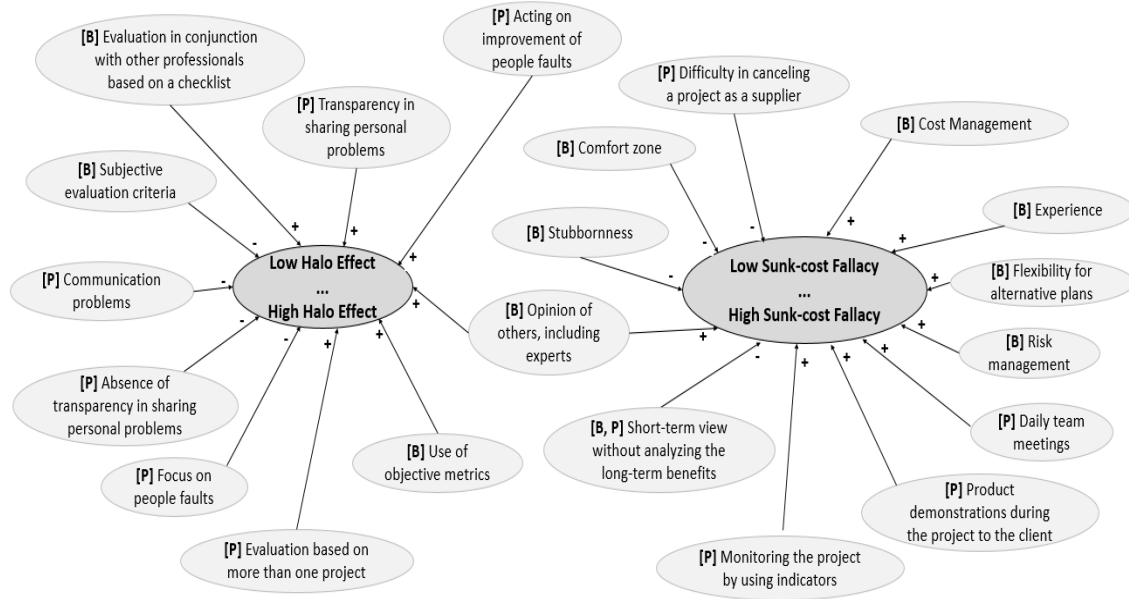 [B] Evaluation in conjunction
with other professionals
based on a checklist
[P] Acting on
improvement of
people faults
[P] Transparency in
sharing personal
problems
[P] Difficulty in canceling
a project as a supplier
[B] Cost Management
[B] Comfort zone
[B] Subjective
evaluation criteria
[B] Stubbornness
[B] Experience
+
+
-
+
-
-
+
+
-
+
Low Halo Effect
...
High Halo Effect
Low Sunk-cost Fallacy
...
High Sunk-cost Fallacy
[P] Communication
problems
-
[B] Flexibility for
alternative plans
+
[B] Opinion of
others, including
experts
+
-
-
+
+
-
+
+
+
+
[B] Risk
management
[P] Absence of
transparency in sharing
personal problems
[B, P] Short-term view
without analyzing the
long-term benefits
[P] Daily team
meetings
[P] Focus on
people faults
[B] Use of
objective metrics
[P] Product
demonstrations during
the project to the client
[P] Evaluation based on
more than one project
[P] Monitoring the project
by using indicators